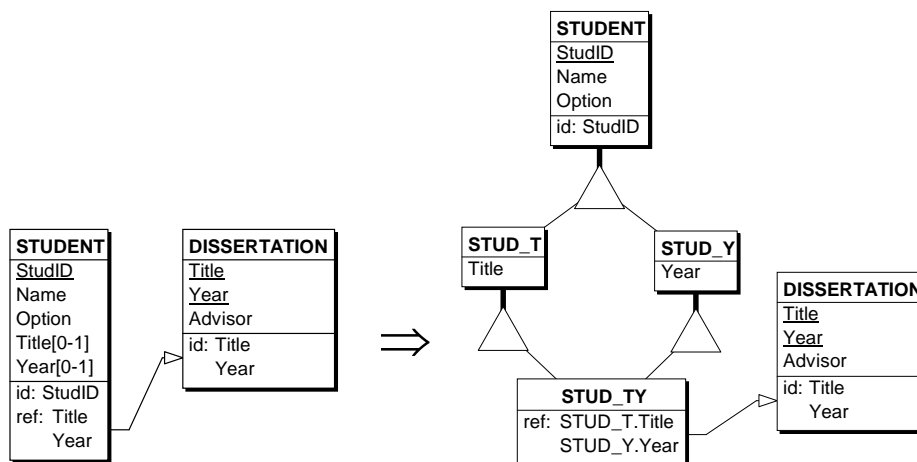 STUDENT
StudID
Name
Option
Title[0-1]
Year[0-1]
id: StudID
ref: Title
Year
DISSERTATION
Title
Year
Advisor
id: Title
Year
⇒
STUDENT
StudID
Name
Option
id: StudID
STUD_T
Title
STUD_Y
Year
STUD_TY
ref: STUD_T.Title
STUD_Y.Year
DISSERTATION
Title
Year
Advisor
id: Title
Year